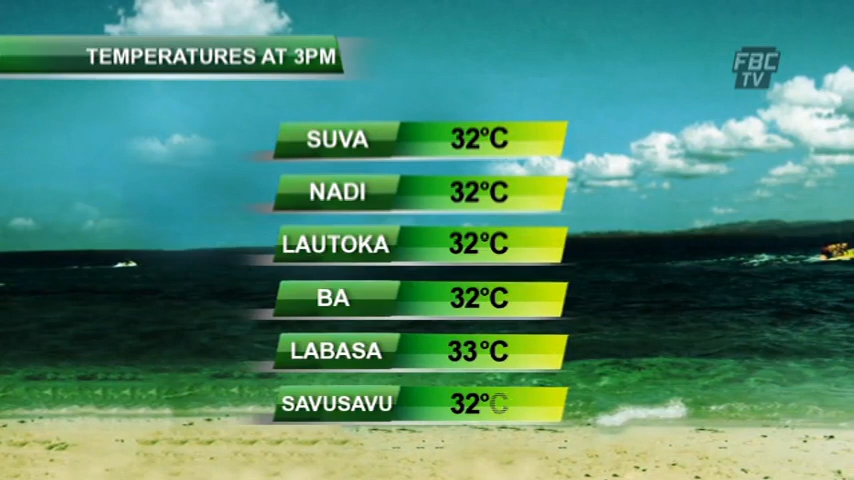 TEMPERATURES AT 3PM
FBC
TV
SUVA 32°C
NADI 32°C
LAUTOKA 32°C
BA 32°C
LABASA 33°C
SAVUSAVU 32°C